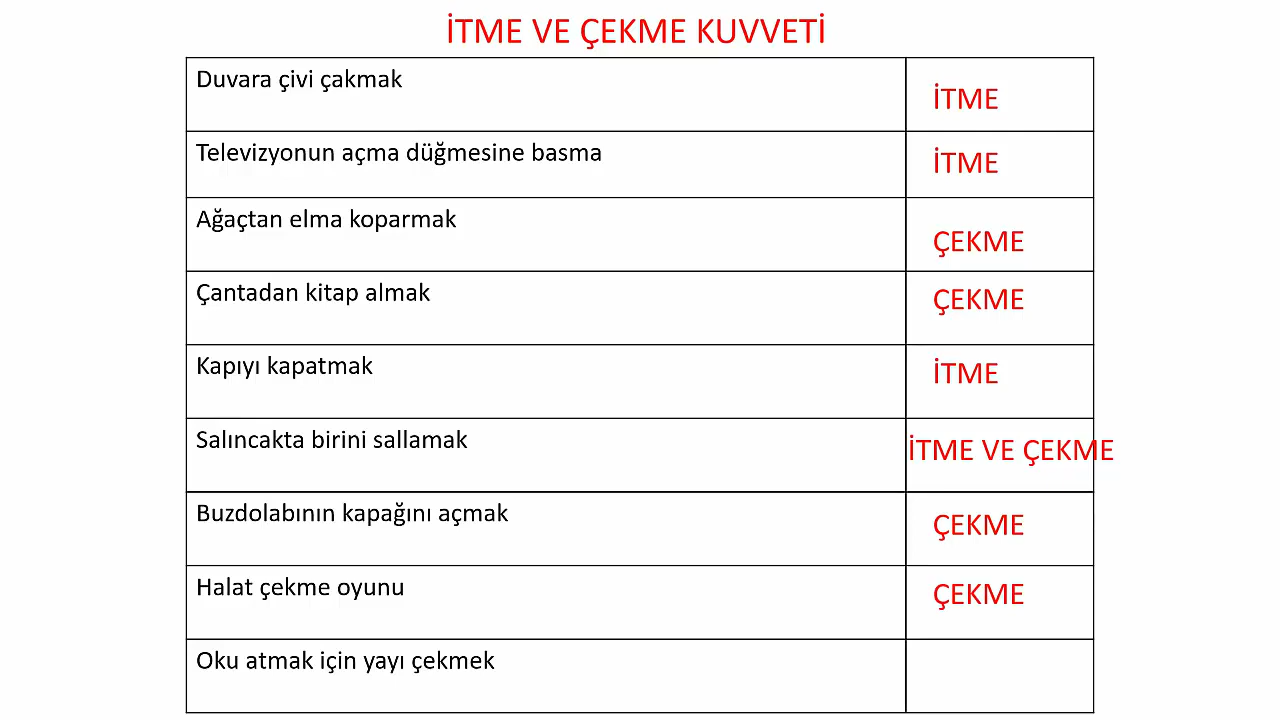 İTME VE ÇEKME KUVVETİ
Duvara çivi çakmak
İTME
Televizyonun açma düğmesine basma
İTME
Ağaçtan elma koparmak
ÇEKME
Çantadan kitap almak
ÇEKME
Kapıyı kapatmak
İTME
Salıncakta birini sallamak
İTME VE ÇEKME
Buzdolabının kapağını açmak
ÇEKME
Halat çekme oyunu
ÇEKME
Oku atmak için yayı çekmek